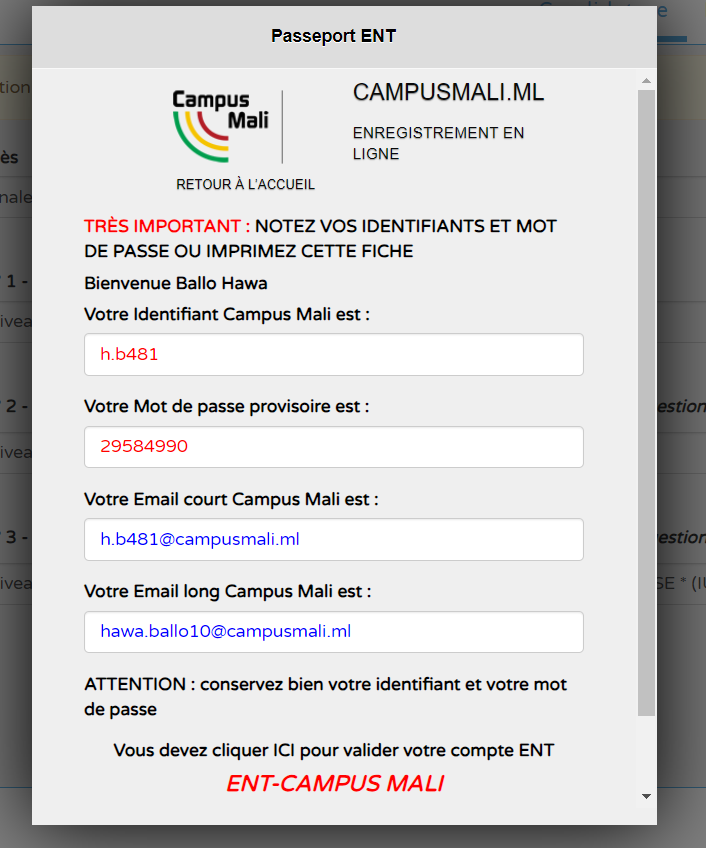 Passeport ENT
Campus
Mali
CAMPUSMALI.ML
ENREGISTREMENT EN
LIGNE
RETOUR À L'ACCUEIL
TRÈS IMPORTANT : NOTEZ VOS IDENTIFIANTS ET MOT
DE PASSE OU IMPRIMEZ CETTE FICHE
Bienvenue Ballo Hawa
Votre Identifiant Campus Mali est :
h.b481
Votre Mot de passe provisoire est :
29584990
Votre Email court Campus Mali est :
h.b481@campusmali.ml
Votre Email long Campus Mali est :
hawa.ballo10@campusmali.ml
ATTENTION : conservez bien votre identifiant et votre mot
de passe
Vous devez cliquer ICI pour valider votre compte ENT
ENT-CAMPUS MALI